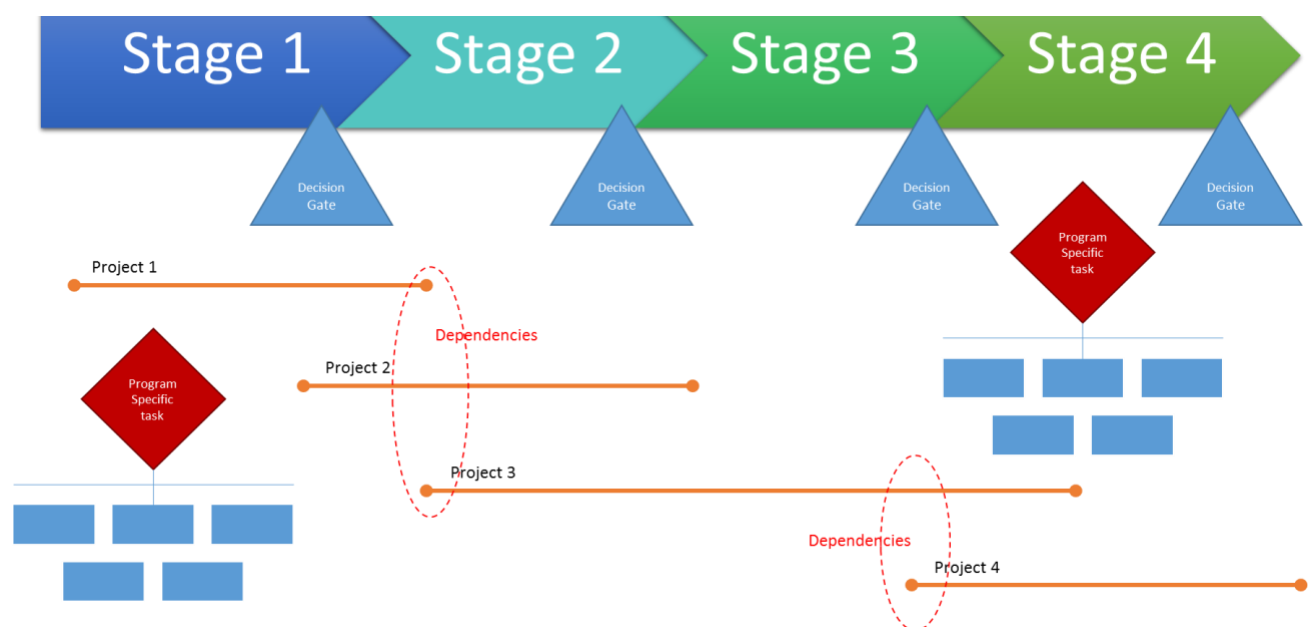 Stage 1
Stage 2
Stage 3
Stage 4
Decision
Gate
Decision
Gate
Decision
Gate
Decision
Gate
Program
Specific
task
Project 1
Dependencies
Project 2
Program
Specific
task
Project 3
Dependencies
Project 4